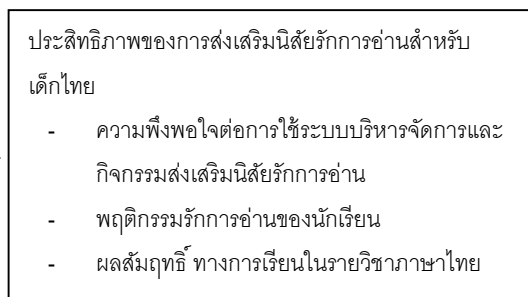 ประสิทธิภาพของการส่งเสริมนิสัยรักการอ่านสำหรับ
เด็กไทย
- ความพึงพอใจต่อการใช้ระบบบริหารจัดการและ
กิจกรรมส่งเสริมนิสัยรักการอ่าน
- พฤติกรรมรักการอ่านของนักเรียน
- ผลสัมฤทธิ์ ทางการเรียนในรายวิชาภาษาไทย